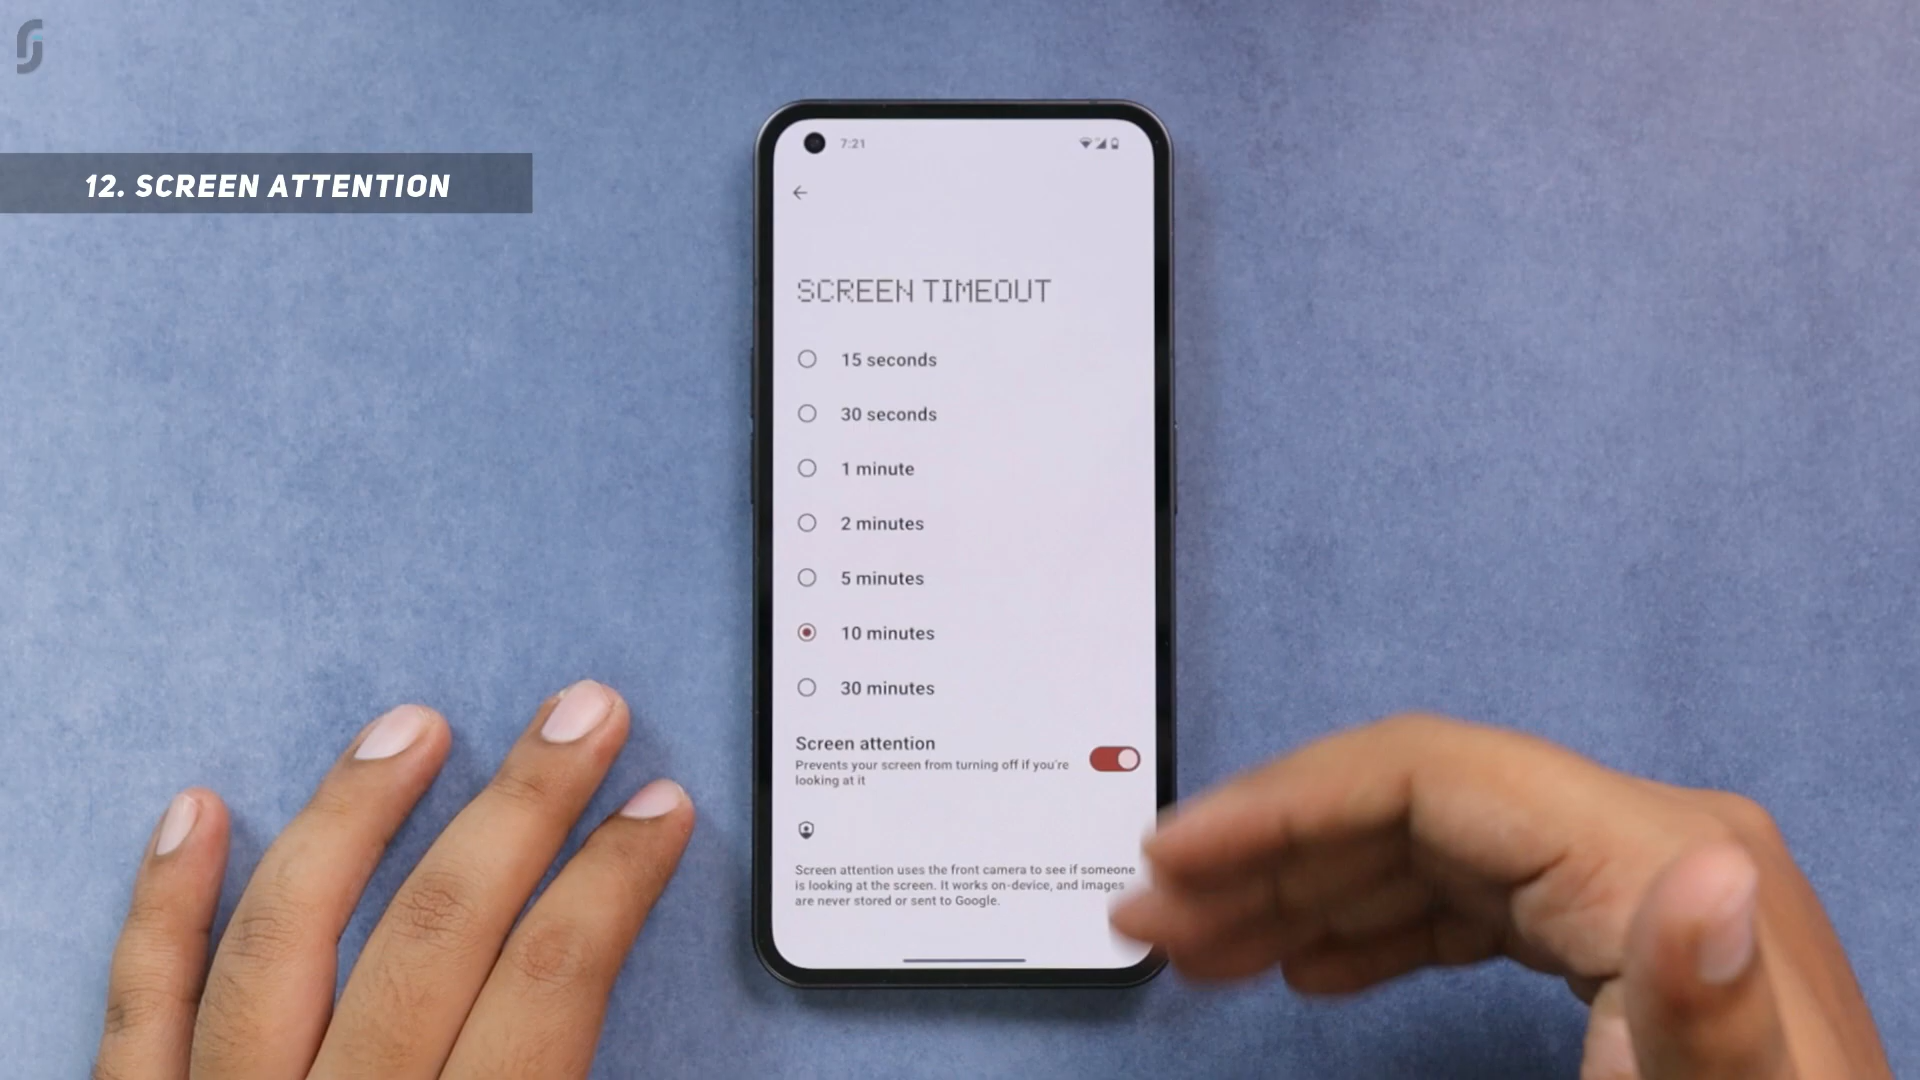 12. SCREEN ATTENTION
7:21
SCREEN TIMEOUT
15 seconds
30 seconds
1 minute
2 minutes
5 minutes
10 minutes
30 minutes
Screen attention
Prevents your screen from turning off if you're
looking at it
Screen attention uses the front camera to see if someone
is looking at the screen. It works on-device, and images
are never stored or sent to Google.